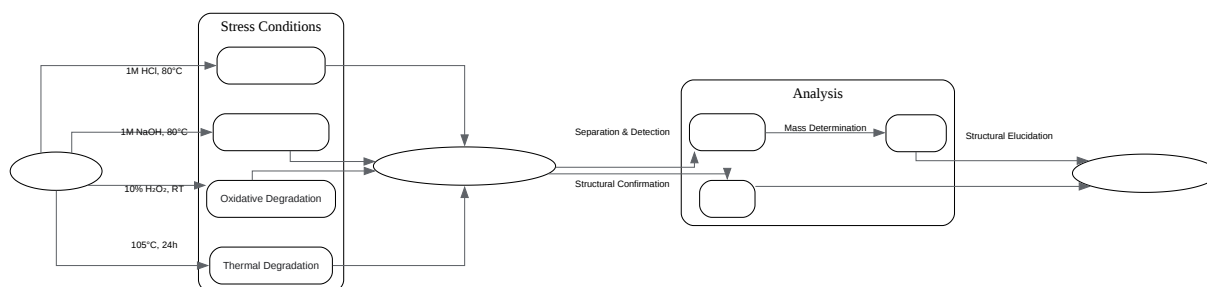 Stress Conditions
1M HCl, 80°C
1M NaOH, 80°C
10% H₂O₂, RT
Oxidative Degradation
105°C, 24h
Thermal Degradation
Separation & Detection
Structural Confirmation
Analysis
Mass Determination
Structural Elucidation